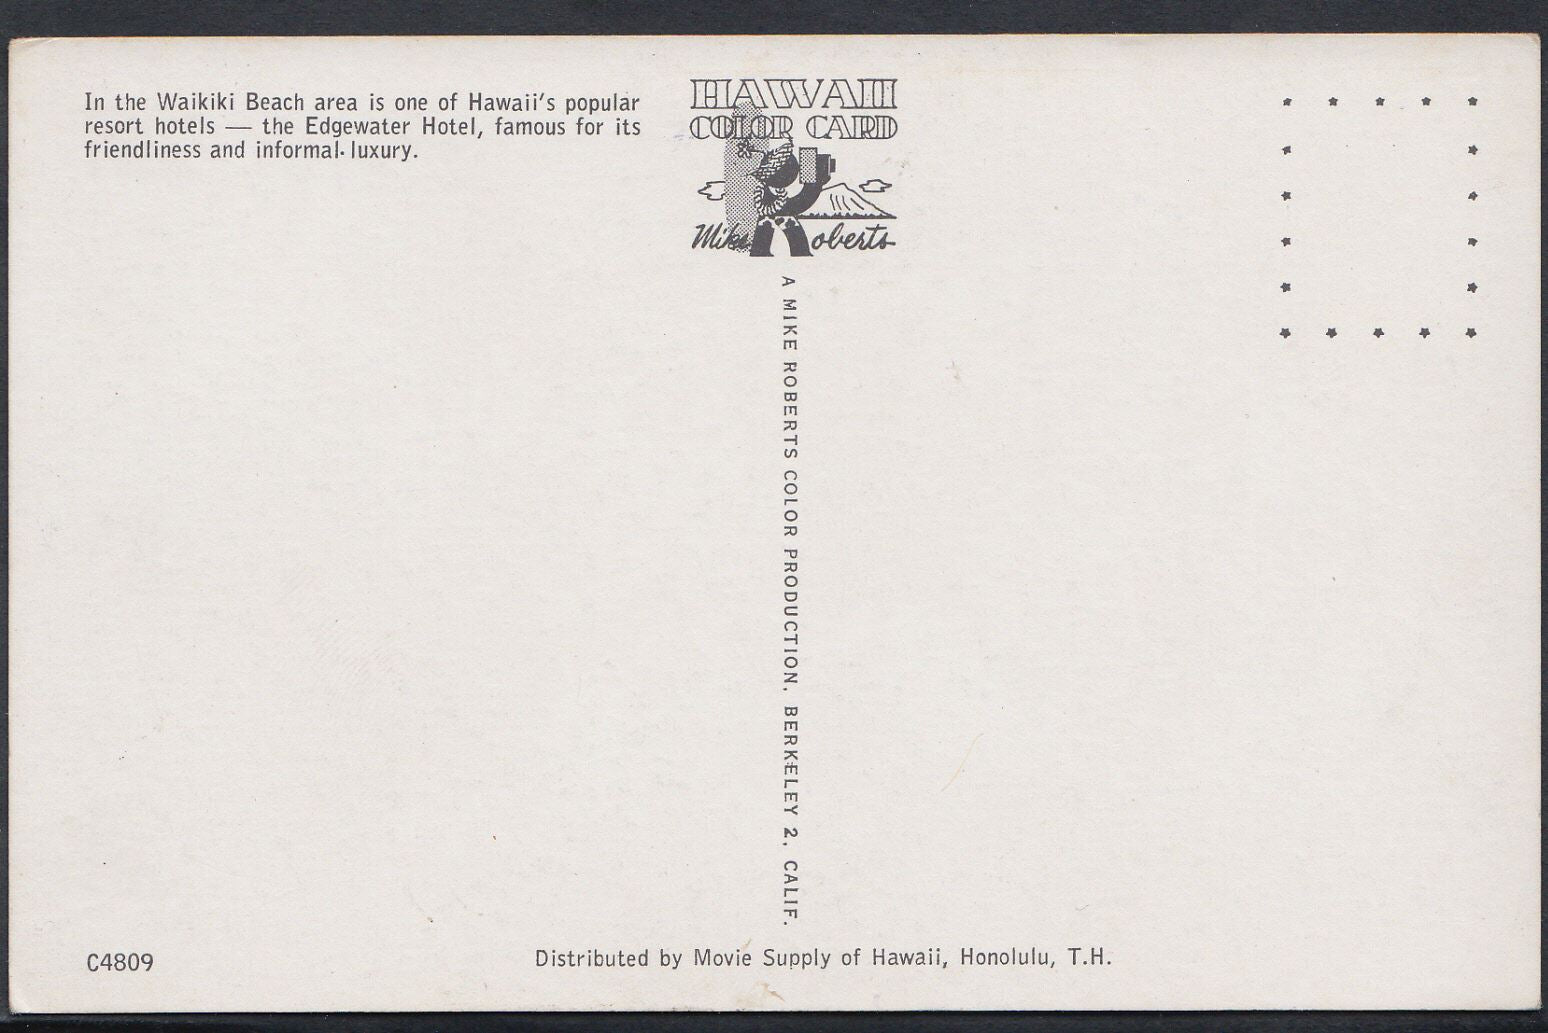 In the Waikiki Beach area is one of Hawaii's popular
resort hotels — the Edgewater Hotel, famous for its
friendliness and informal luxury.
HAWAII
COLOR CARD
Mike Roberts
A MIKE ROBERTS COLOR PRODUCTION, BERKELEY 2, CALIF.
C4809
Distributed by Movie Supply of Hawaii, Honolulu, T.H.